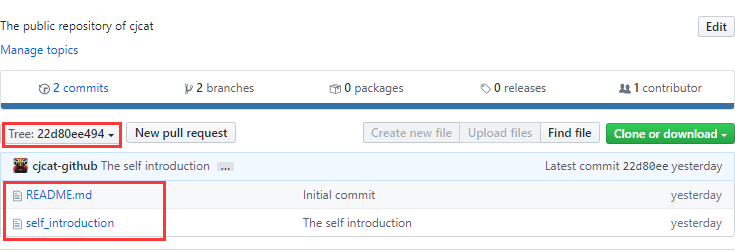 The public repository of cjcat Edit
Manage topics
2 commits 2 branches 0 packages 0 releases 1 contributor
Tree: 22d80ee494 New pull request Create new file Upload files Find file Clone or download
cjcat-github The self introduction ... Latest commit 22d80ee yesterday
README.md Initial commit yesterday
self_introduction The self introduction yesterday